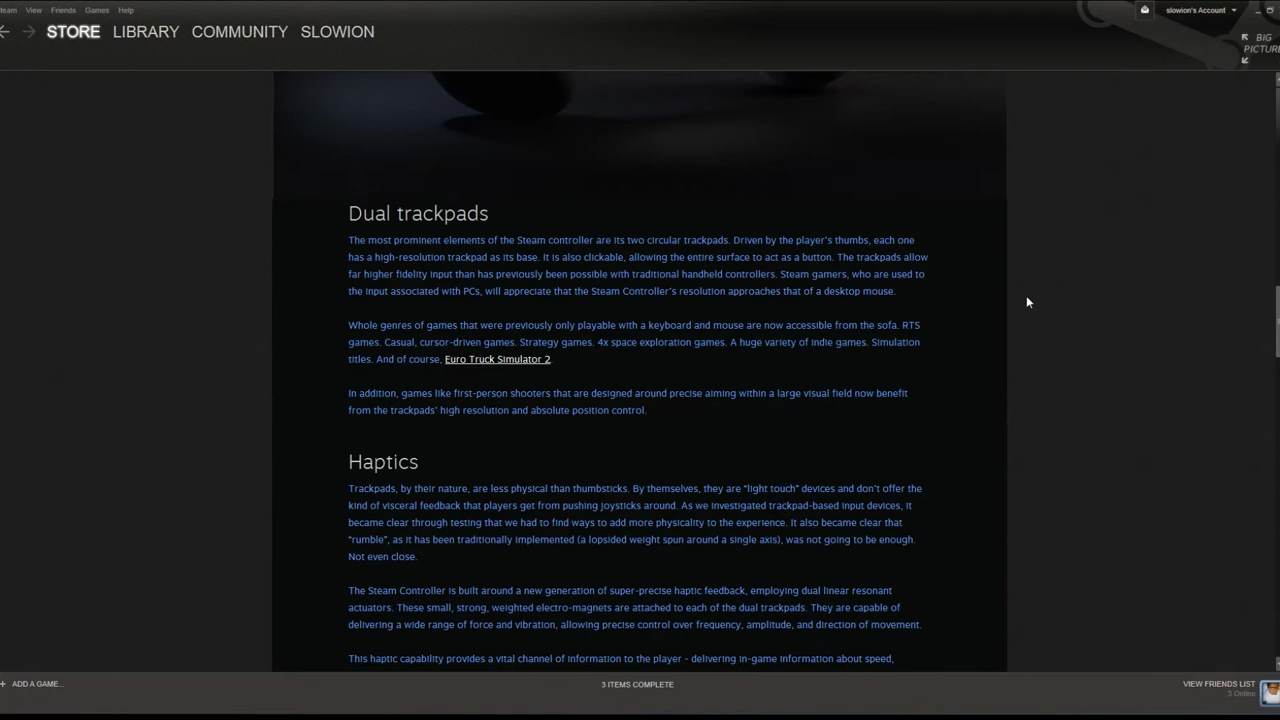 View Friends Games Help
slowion's Account
STORE LIBRARY COMMUNITY SLOWION
BIG
Dual trackpads
The most prominent elements of the Steam controller are its two circular trackpads. Driven by the player's thumbs, each one
has a high-resolution trackpad as its base. It is also clickable, allowing the entire surface to act as a button. The trackpads allow
far higher fidelity input than has previously been possible with traditional handheld controllers. Steam gamers, who are used to
the input associated with PCs, will appreciate that the Steam Controller's resolution approaches that of a desktop mouse.
Whole genres of games that were previously only playable with a keyboard and mouse are now accessible from the sofa. RTS
games. Casual, cursor-driven games. Strategy games. 4x space exploration games. A huge variety of indie games. Simulation
titles. And of course, Euro Truck Simulator 2.
In addition, games like first-person shooters that are designed around precise aiming within a large visual field now benefit
from the trackpads' high resolution and absolute position control.
Haptics
Trackpads, by their nature, are less physical than thumbsticks. By themselves, they are “light touch” devices and don't offer the
kind of visceral feedback that players get from pushing joysticks around. As we investigated trackpad-based input devices, it
became clear through testing that we had to find ways to add more physicality to the experience. It also became clear that
“rumble”, as it has been traditionally implemented (a lopsided weight spun around a single axis), was not going to be enough.
Not even close.
The Steam Controller is built around a new generation of super-precise haptic feedback, employing dual linear resonant
actuators. These small, strong, weighted electro-magnets are attached to each of the dual trackpads. They are capable of
delivering a wide range of force and vibration, allowing precise control over frequency, amplitude, and direction of movement.
This haptic capability provides a vital channel of information to the player - delivering in-game information about speed,
+ ADD A GAME...
3 ITEMS COMPLETE
VIEW FRIENDS LIST
3 Online